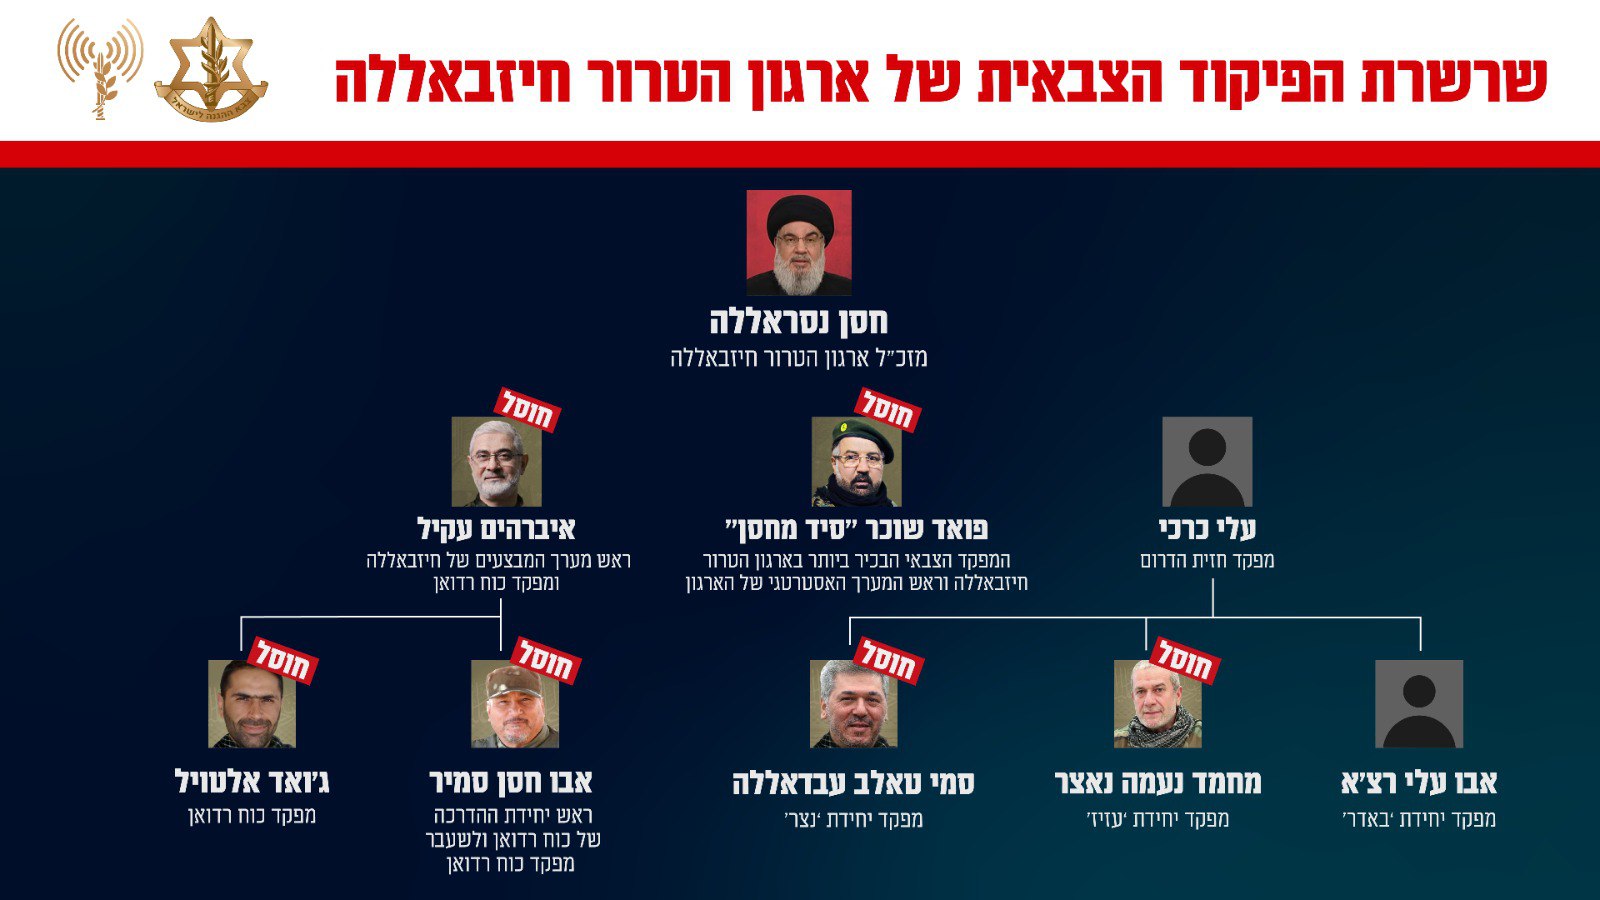 שרשרת הפיקוד הצבאית של ארגון הטרור חיזבאללה
צבא ההגנה לישראל
חסן נסראללה
מזכ״ל ארגון הטרור חיזבאללה
עלי כרכי
מפקד חזית הדרום
חוסל
פואד שוכר ״סיד מחסן״
המפקד הצבאי הבכיר ביותר בארגון הטרור
חיזבאללה וראש המערך האסטרטגי של הארגון
חוסל
איברהים עקיל
ראש מערך המבצעים של חיזבאללה
ומפקד כוח רדואן
אבו עלי רצ׳א
מפקד יחידת ׳באדר׳
חוסל
מחמד נעמה נאצר
מפקד יחידת ׳עזיז׳
חוסל
סמי טאלב עבדאללה
מפקד יחידת ׳נצר׳
חוסל
אבו חסן סמיר
ראש יחידת ההדרכה
של כוח רדואן ולשעבר
מפקד כוח רדואן
חוסל
ג׳ואד אלטויל
מפקד כוח רדואן